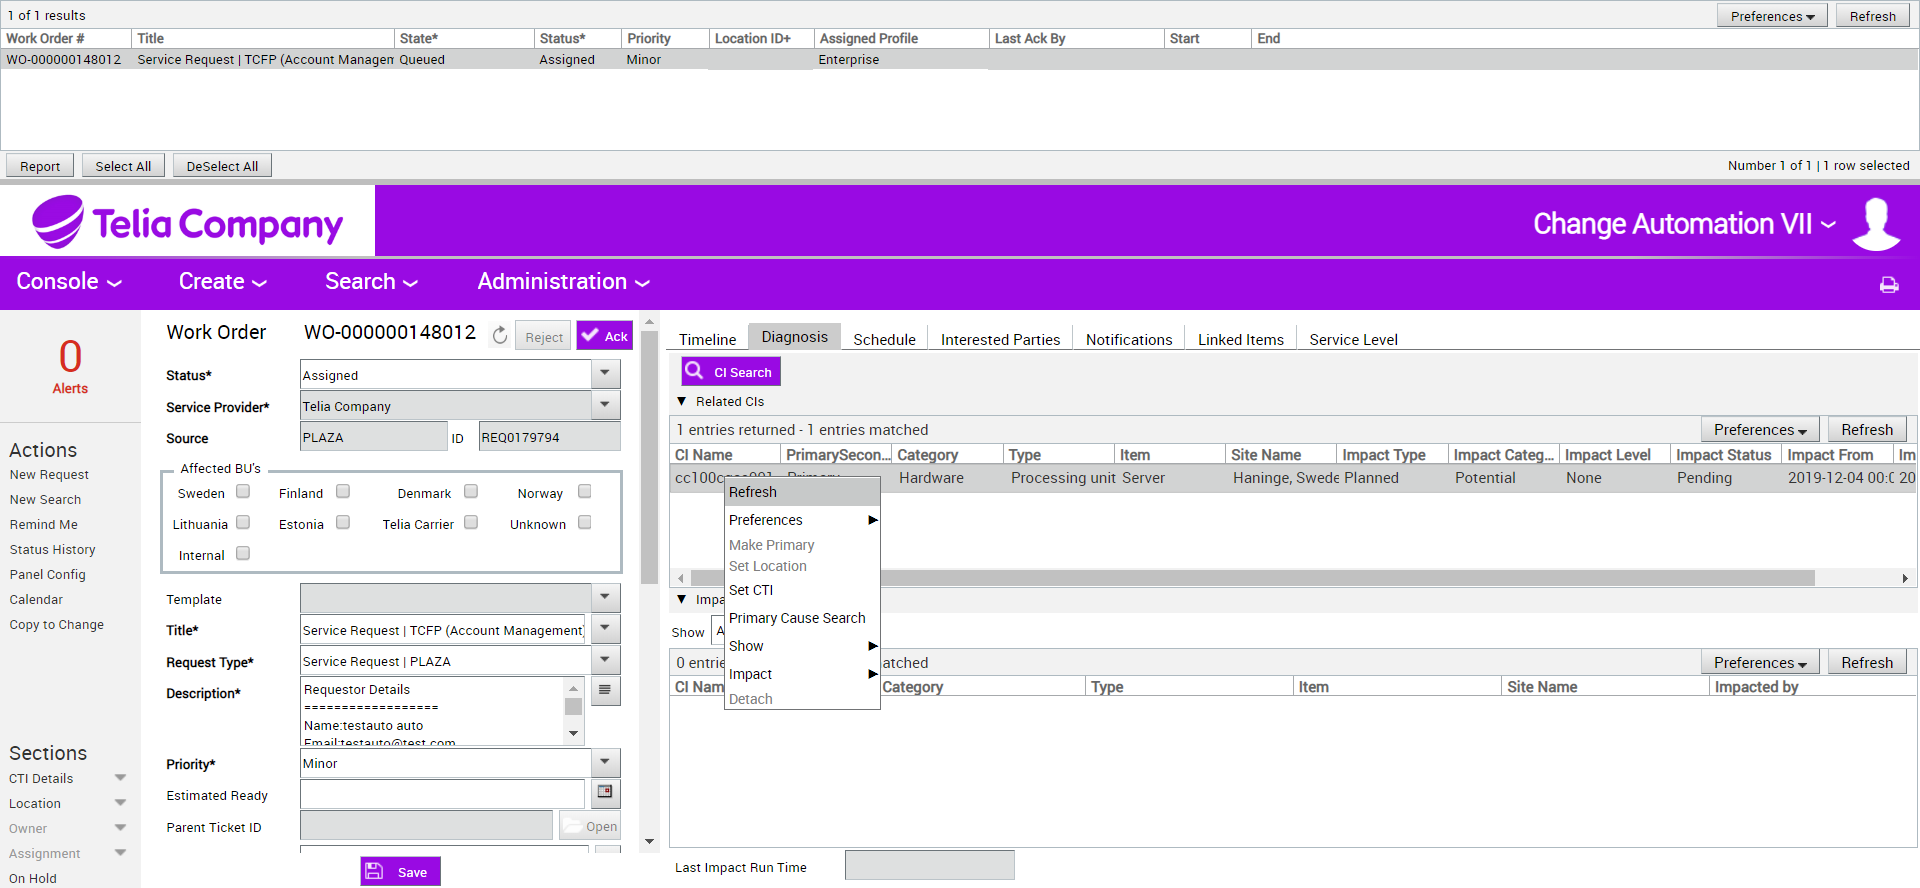 1 of 1 results
Preferences
Refresh
Work Order # Title State* Status* Priority Location ID+ Assigned Profile Last Ack By Start End
WO-000000148012 Service Request | TCFP (Account Managem Queued Assigned Minor Enterprise
Report Select All DeSelect All
Number 1 of 1 | 1 row selected
Telia Company
Change Automation VII
Console Create Search Administration
0
Alerts
Actions
New Request
New Search
Remind Me
Status History
Panel Config
Calendar
Copy to Change
Sections
CTI Details
Location
Owner
Assignment
On Hold
Work Order WO-000000148012 Reject Ack
Status* Assigned
Service Provider* Telia Company
Source PLAZA ID REQ0179794
Affected BU's
Sweden Finland Denmark Norway
Lithuania Estonia Telia Carrier Unknown
Internal
Template
Title* Service Request | TCFP (Account Management)
Request Type* Service Request | PLAZA
Description* Requestor Details
==================
Name:testauto auto
Email:testauto@test.com
Priority* Minor
Estimated Ready
Parent Ticket ID Open
Save
Timeline Diagnosis Schedule Interested Parties Notifications Linked Items Service Level
CI Search
Related CIs
1 entries returned - 1 entries matched Preferences Refresh
CI Name PrimarySecon... Category Type Item Site Name Impact Type Impact Categ... Impact Level Impact Status Impact From Im
Primary Hardware Processing unit Server Haninge, Swede Planned Potential None Pending 2019-12-04 00:0 20
Refresh
Preferences
Make Primary
Set Location
Set CTI
Primary Cause Search
Show
Impact
Detach
Impa
Show A
0 entrie atched Preferences Refresh
CI Nam Category Type Item Site Name Impacted by
Last Impact Run Time